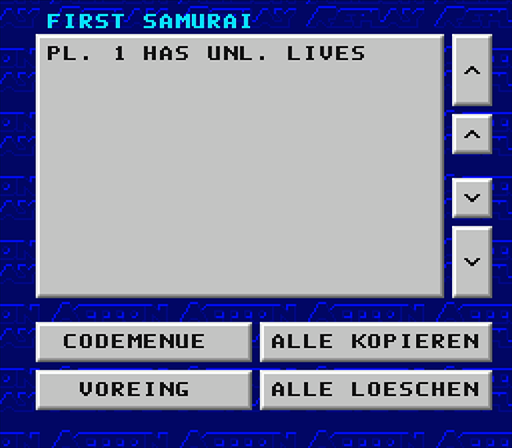 FIRST SAMURAI
PL. 1 HAS UNL. LIVES
CODEMENUE
ALLE KOPIEREN
VOREING
ALLE LOESCHEN